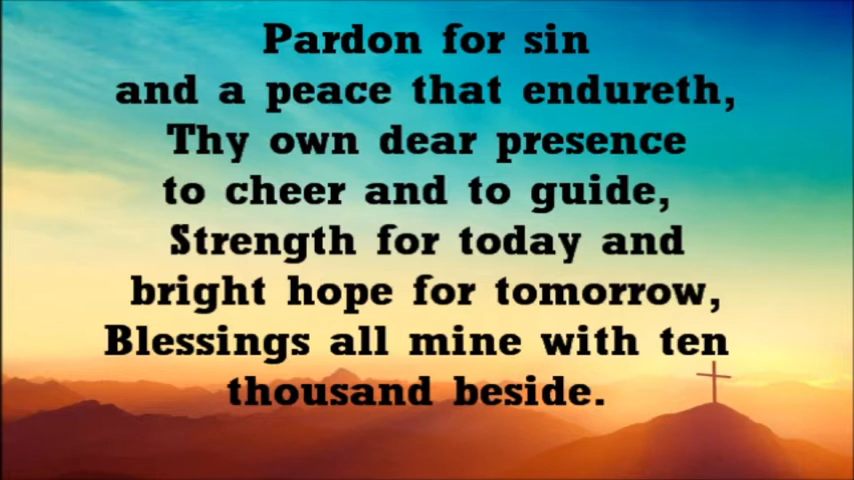 Pardon for sin
and a peace that endureth,
Thy own dear presence
to cheer and to guide,
Strength for today and
bright hope for tomorrow,
Blessings all mine with ten
thousand beside.